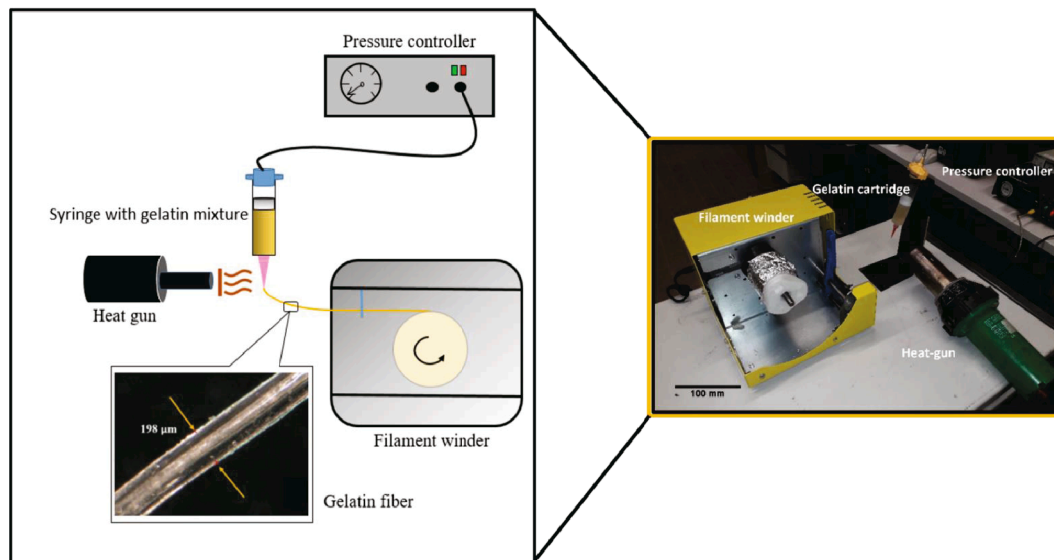 Pressure controller
Syringe with gelatin mixture
Heat gun
198 µm
Filament winder
Gelatin fiber
Pressure controller
Gelatin cartridge
Filament winder
Heat-gun
100 mm